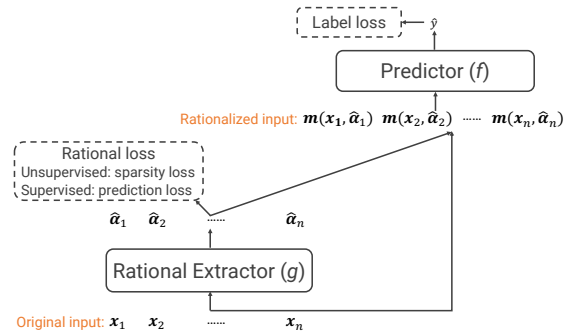 Label loss
ŷ
Predictor (f)
Rationalized input: m(x₁,α̂₁) m(x₂,α̂₂) ...... m(xₙ,α̂ₙ)
Rational loss
Unsupervised: sparsity loss
Supervised: prediction loss
α̂₁ α̂₂ ...... α̂ₙ
Rational Extractor (g)
Original input: x₁ x₂ ...... xₙ